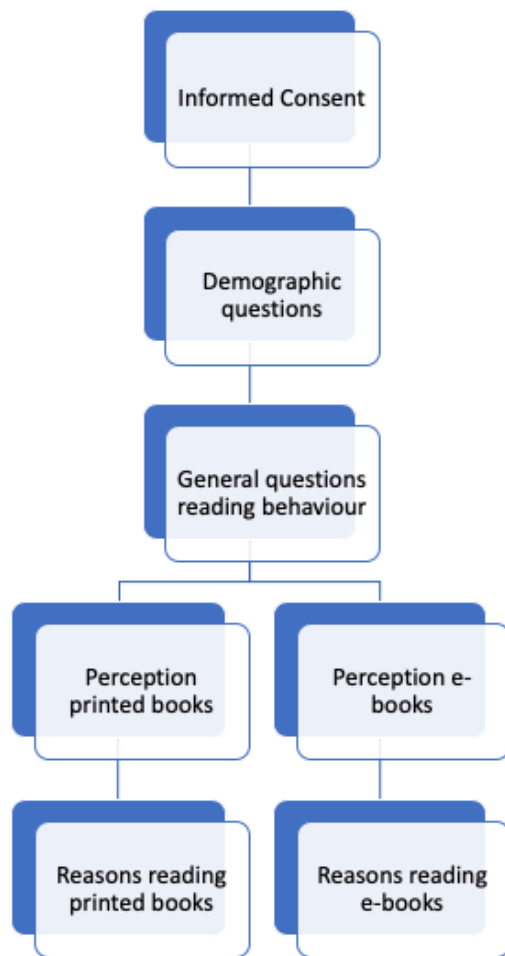 Informed Consent
Demographic
questions
General questions
reading behaviour
Perception
printed books
Perception e-
books
Reasons reading
printed books
Reasons reading
e-books